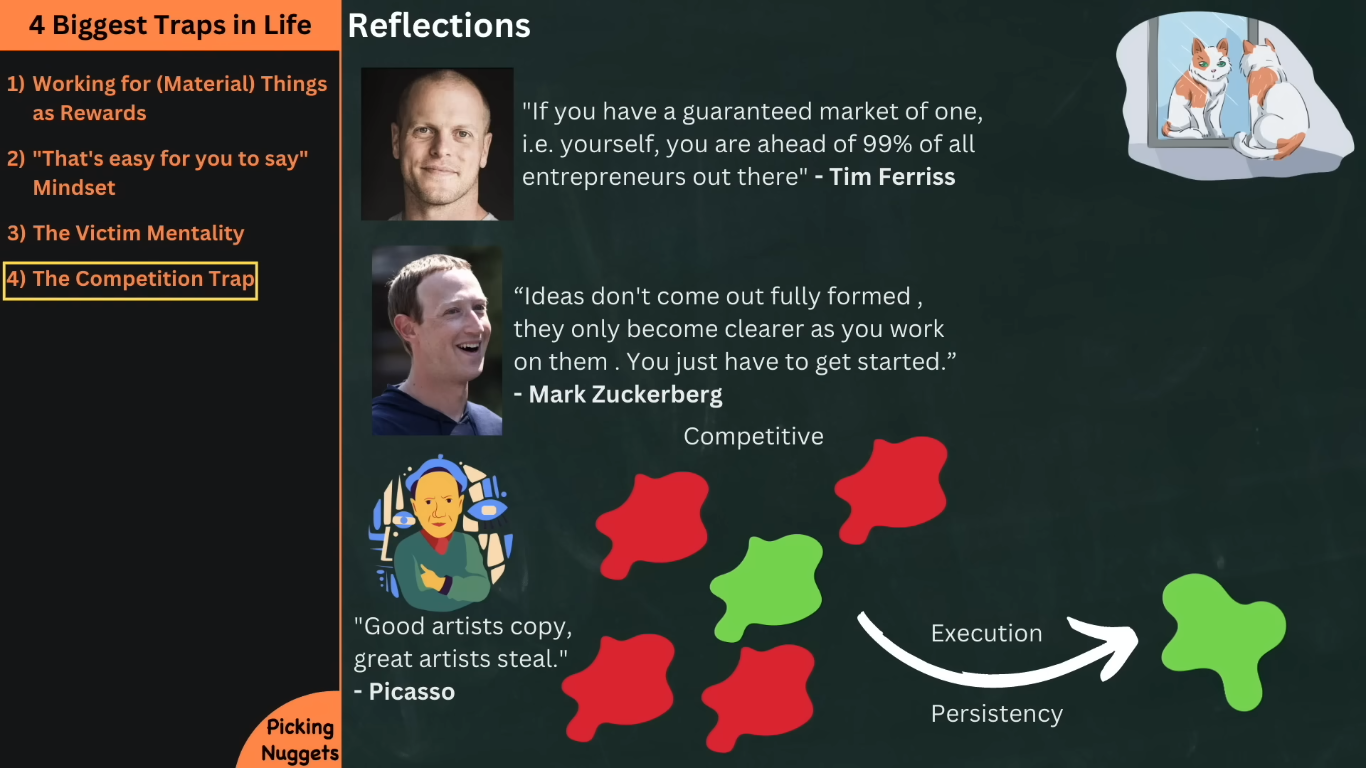 4 Biggest Traps in Life
1) Working for (Material) Things
as Rewards
2) "That's easy for you to say"
Mindset
3) The Victim Mentality
4) The Competition Trap
Picking
Nuggets
Reflections
"If you have a guaranteed market of one,
i.e. yourself, you are ahead of 99% of all
entrepreneurs out there" - Tim Ferriss
“Ideas don't come out fully formed ,
they only become clearer as you work
on them . You just have to get started.”
- Mark Zuckerberg
Competitive
"Good artists copy,
great artists steal."
- Picasso
Execution
Persistency